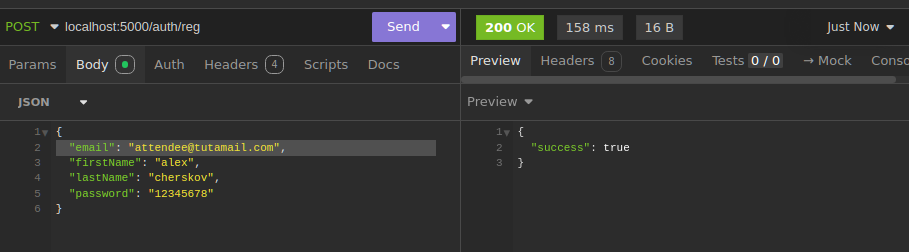 POST localhost:5000/auth/reg Send 200 OK 158 ms 16 B Just Now
Params Body Auth Headers 4 Scripts Docs Preview Headers 8 Cookies Tests 0 / 0 → Mock
JSON Preview
1 {
2 "email": "attendee@tutamail.com",
3 "firstName": "alex",
4 "lastName": "cherskov",
5 "password": "12345678"
6 }
1 {
2 "success": true
3 }